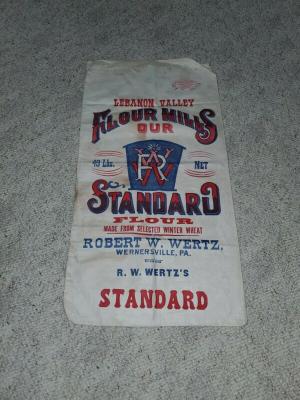 LEBANON VALLEY
FLOUR MILLS
OUR
RWW
Lbs. NET
STANDARD
FLOUR
MADE FROM SELECTED WINTER WHEAT
ROBERT W. WERTZ,
WERNERSVILLE, PA.
R. W. WERTZ'S
STANDARD